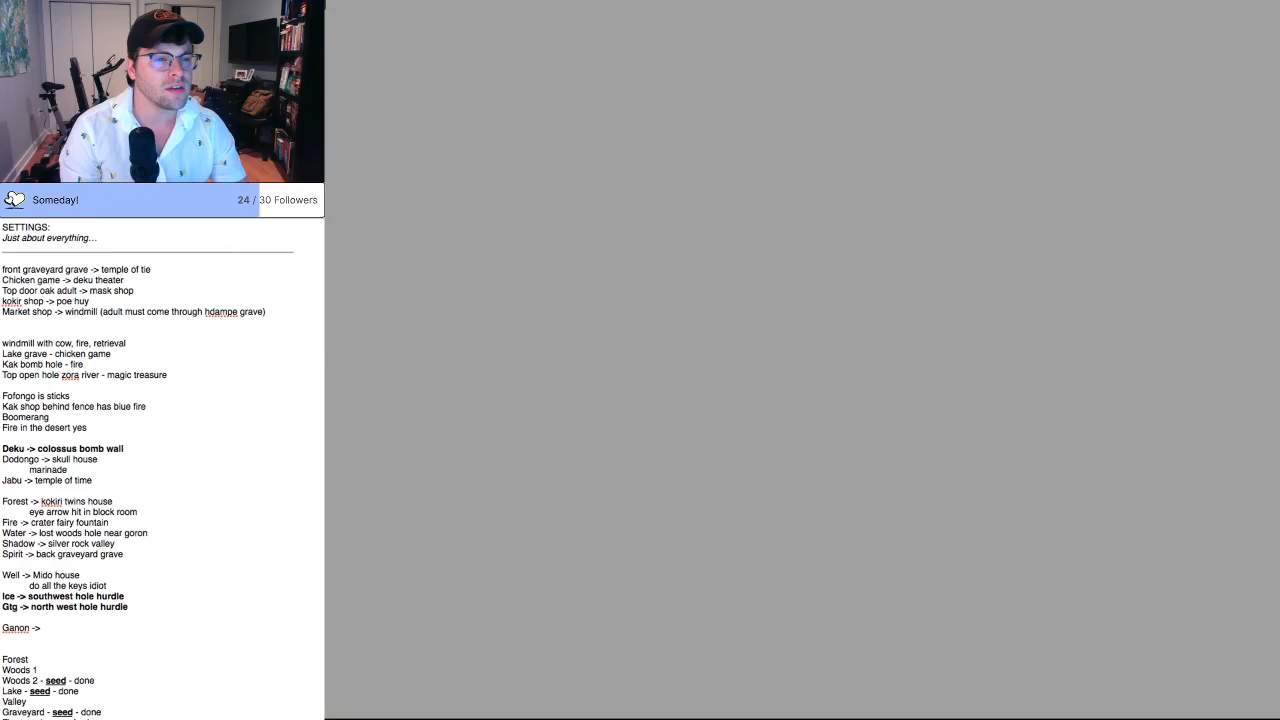 Someday!
24 / 30 Followers
SETTINGS:
Just about everything...
front graveyard grave -> temple of tie
Chicken game -> deku theater
Top door oak adult -> mask shop
kokir shop -> poe huy
Market shop -> windmill (adult must come through hdampe grave)
windmill with cow, fire, retrieval
Lake grave - chicken game
Kak bomb hole - fire
Top open hole zora river - magic treasure
Fofongo is sticks
Kak shop behind fence has blue fire
Boomerang
Fire in the desert yes
Deku -> colossus bomb wall
Dodongo -> skull house
marinade
Jabu -> temple of time
Forest -> kokiri twins house
eye arrow hit in block room
Fire -> crater fairy fountain
Water -> lost woods hole near goron
Shadow -> silver rock valley
Spirit -> back graveyard grave
Well -> Mido house
do all the keys idiot
Ice -> southwest hole hurdle
Gtg -> north west hole hurdle
Ganon ->
Forest
Woods 1
Woods 2 - seed - done
Lake - seed - done
Valley
Graveyard - seed - done